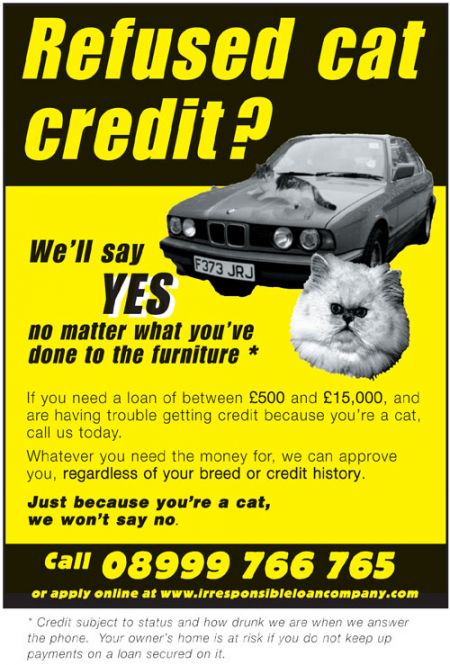 Refused cat
credit?
F373 JRJ
We'll say
YES
no matter what you've
done to the furniture *
If you need a loan of between £500 and £15,000, and
are having trouble getting credit because you're a cat,
call us today.
Whatever you need the money for, we can approve
you, regardless of your breed or credit history.
Just because you're a cat,
we won't say no.
Call 08999 766 765
or apply online at www.irresponsibleloancompany.com
* Credit subject to status and how drunk we are when we answer
the phone. Your owner's home is at risk if you do not keep up
payments on a loan secured on it.